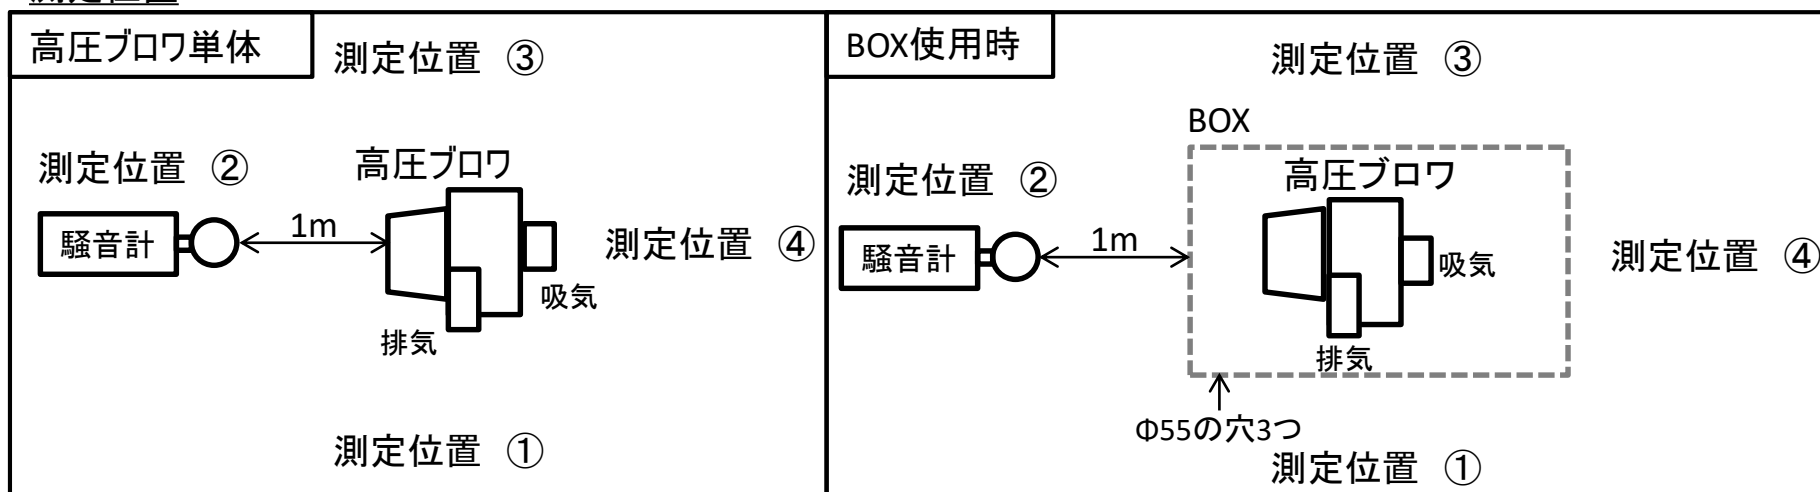 測定位置
高圧ブロワ単体
測定位置 ③
測定位置 ②
高圧ブロワ
騒音計
1m
測定位置 ④
吸気
排気
測定位置 ①
BOX使用時
測定位置 ③
BOX
測定位置 ②
高圧ブロワ
騒音計
1m
吸気
測定位置 ④
排気
Φ55の穴3つ
測定位置 ①